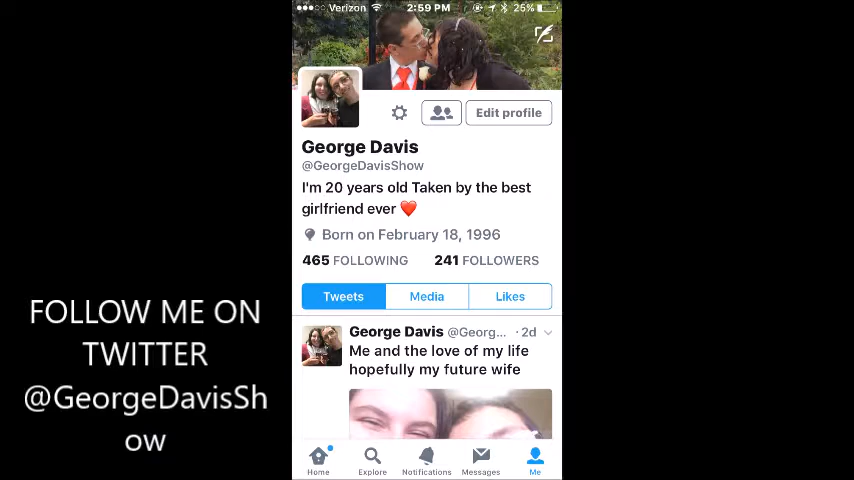 Verizon 2:59 PM 25%
Edit profile
George Davis
@GeorgeDavisShow
I'm 20 years old Taken by the best
girlfriend ever ❤️
Born on February 18, 1996
465 FOLLOWING 241 FOLLOWERS
Tweets Media Likes
George Davis @Georg... · 2d
Me and the love of my life
hopefully my future wife
Home Explore Notifications Messages Me
FOLLOW ME ON
TWITTER
@GeorgeDavisSh
ow